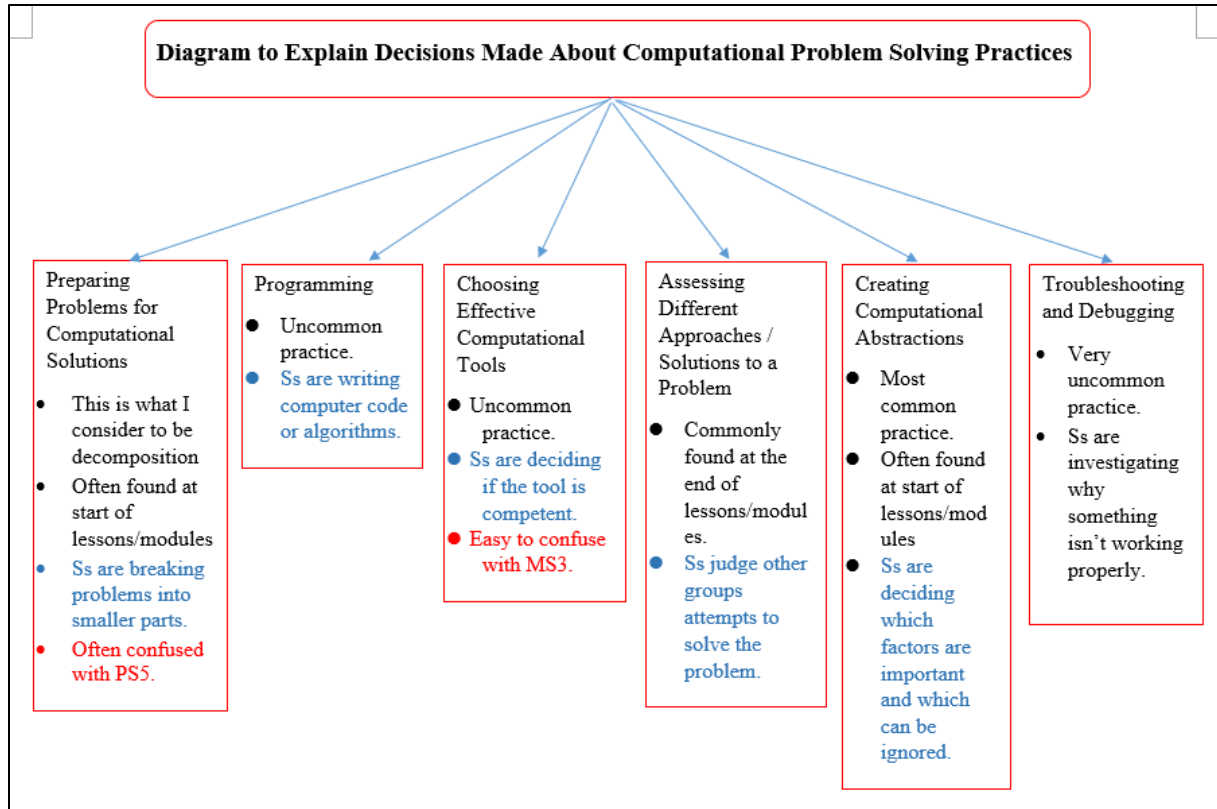 Diagram to Explain Decisions Made About Computational Problem Solving Practices
Preparing
Problems for
Computational
Solutions
● This is what I
consider to be
decomposition
● Often found at
start of
lessons/modules
● Ss are breaking
problems into
smaller parts.
● Often confused
with PS5.
Programming
● Uncommon
practice.
● Ss are writing
computer code
or algorithms.
Choosing
Effective
Computational
Tools
● Uncommon
practice.
● Ss are deciding
if the tool is
competent.
● Easy to confuse
with MS3.
Assessing
Different
Approaches /
Solutions to a
Problem
● Commonly
found at the
end of
lessons/modul
es.
● Ss judge other
groups
attempts to
solve the
problem.
Creating
Computational
Abstractions
● Most
common
practice.
● Often found
at start of
lessons/mod
ules
● Ss are
deciding
which
factors are
important
and which
can be
ignored.
Troubleshooting
and Debugging
● Very
uncommon
practice.
● Ss are
investigating
why
something
isn’t working
properly.